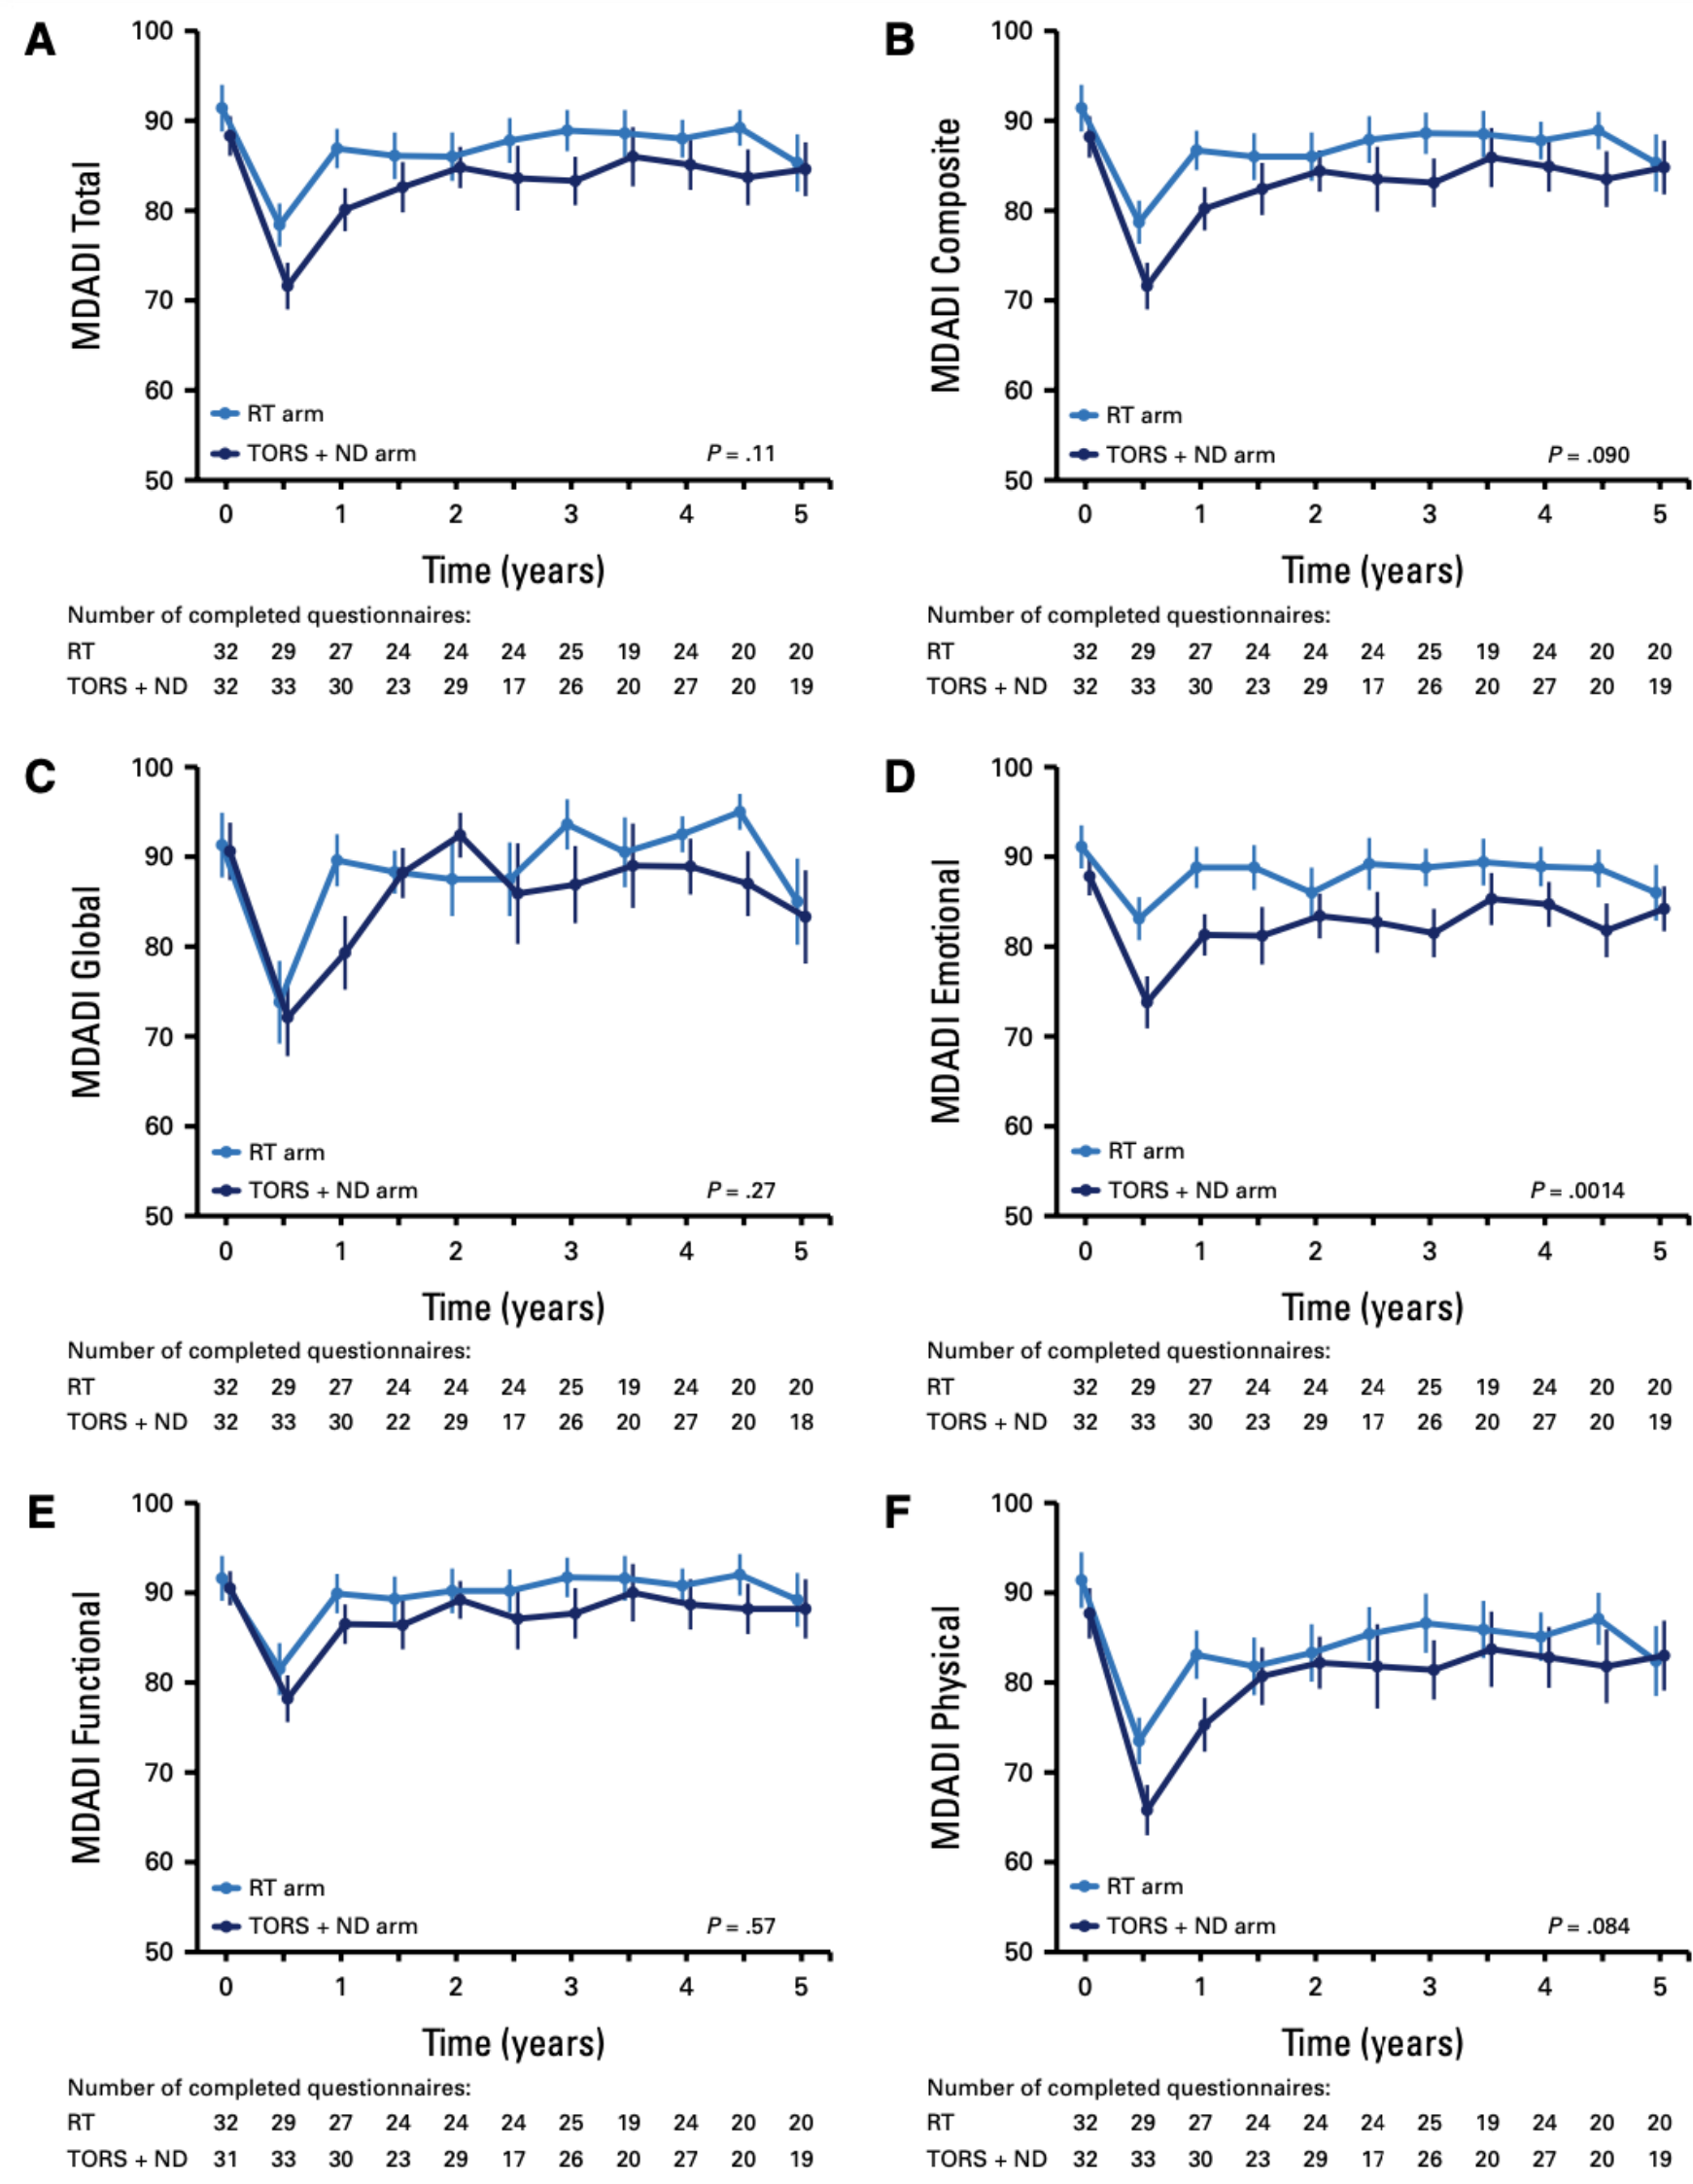 A
MDADI Total
100
90
80
70
60
50
RT arm
TORS + ND arm
P = .11
0 1 2 3 4 5
Time (years)
Number of completed questionnaires:
RT 32 29 27 24 24 24 25 19 24 20 20
TORS + ND 32 33 30 23 29 17 26 20 27 20 19
B
MDADI Composite
100
90
80
70
60
50
RT arm
TORS + ND arm
P = .090
0 1 2 3 4 5
Time (years)
Number of completed questionnaires:
RT 32 29 27 24 24 24 25 19 24 20 20
TORS + ND 32 33 30 23 29 17 26 20 27 20 19
C
MDADI Global
100
90
80
70
60
50
RT arm
TORS + ND arm
P = .27
0 1 2 3 4 5
Time (years)
Number of completed questionnaires:
RT 32 29 27 24 24 24 25 19 24 20 20
TORS + ND 32 33 30 22 29 17 26 20 27 20 18
D
MDADI Emotional
100
90
80
70
60
50
RT arm
TORS + ND arm
P = .0014
0 1 2 3 4 5
Time (years)
Number of completed questionnaires:
RT 32 29 27 24 24 24 25 19 24 20 20
TORS + ND 32 33 30 23 29 17 26 20 27 20 19
E
MDADI Functional
100
90
80
70
60
50
RT arm
TORS + ND arm
P = .57
0 1 2 3 4 5
Time (years)
Number of completed questionnaires:
RT 32 29 27 24 24 24 25 19 24 20 20
TORS + ND 31 33 30 23 29 17 26 20 27 20 19
F
MDADI Physical
100
90
80
70
60
50
RT arm
TORS + ND arm
P = .084
0 1 2 3 4 5
Time (years)
Number of completed questionnaires:
RT 32 29 27 24 24 24 25 19 24 20 20
TORS + ND 32 33 30 23 29 17 26 20 27 20 19